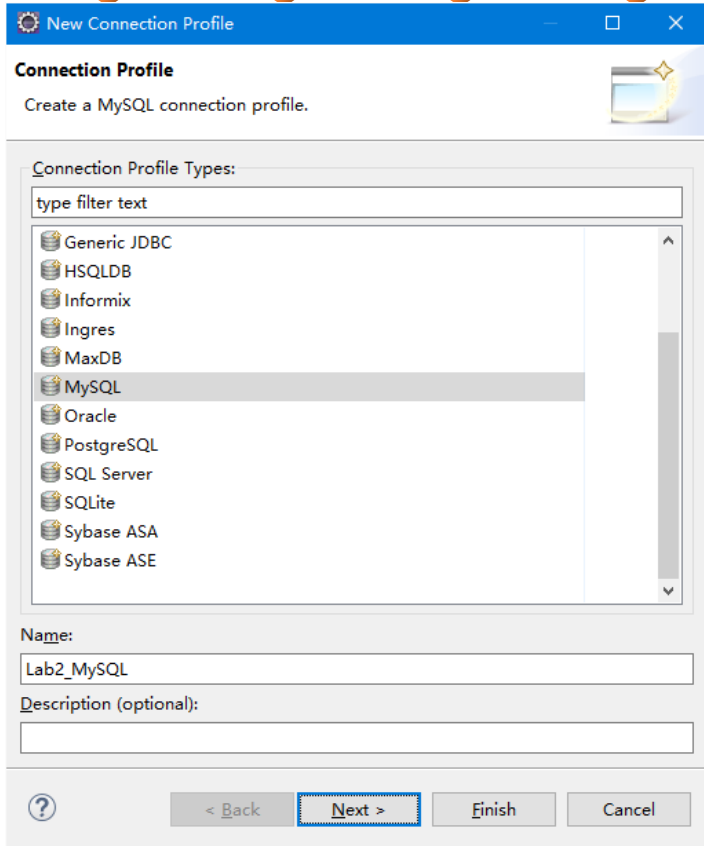 New Connection Profile
Connection Profile
Create a MySQL connection profile.
Connection Profile Types:
type filter text
Generic JDBC
HSQLDB
Informix
Ingres
MaxDB
MySQL
Oracle
PostgreSQL
SQL Server
SQLite
Sybase ASA
Sybase ASE
Name:
Lab2_MySQL
Description (optional):
? < Back Next > Finish Cancel